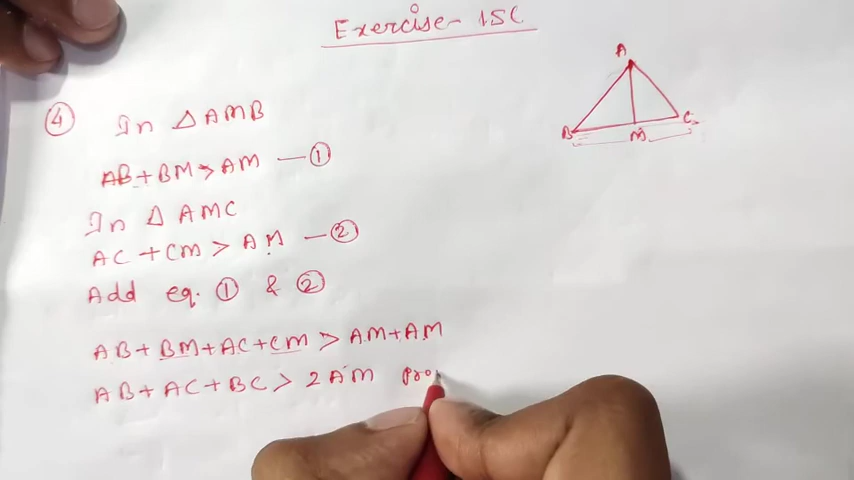 Exercise - 15C
A
B
M
C
④ In △AMB
AB+BM>AM —①
In △ AMC
AC +CM > AM —②
Add eq. ① & ②
AB+BM+AC+CM > AM+AM
AB+AC+BC> 2AM Pro